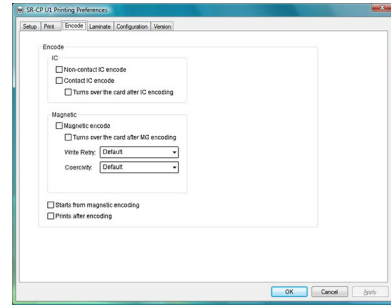 SR-CP U1 Printing Preferences
Setup Print Encode Laminate Configuration Version
Encode
IC
Non-contact IC encode
Contact IC encode
Turns over the card after IC encoding
Magnetic
Magnetic encode
Turns over the card after MG encoding
Write Retry: Default
Coercivity: Default
Starts from magnetic encoding
Prints after encoding
OK Cancel Apply